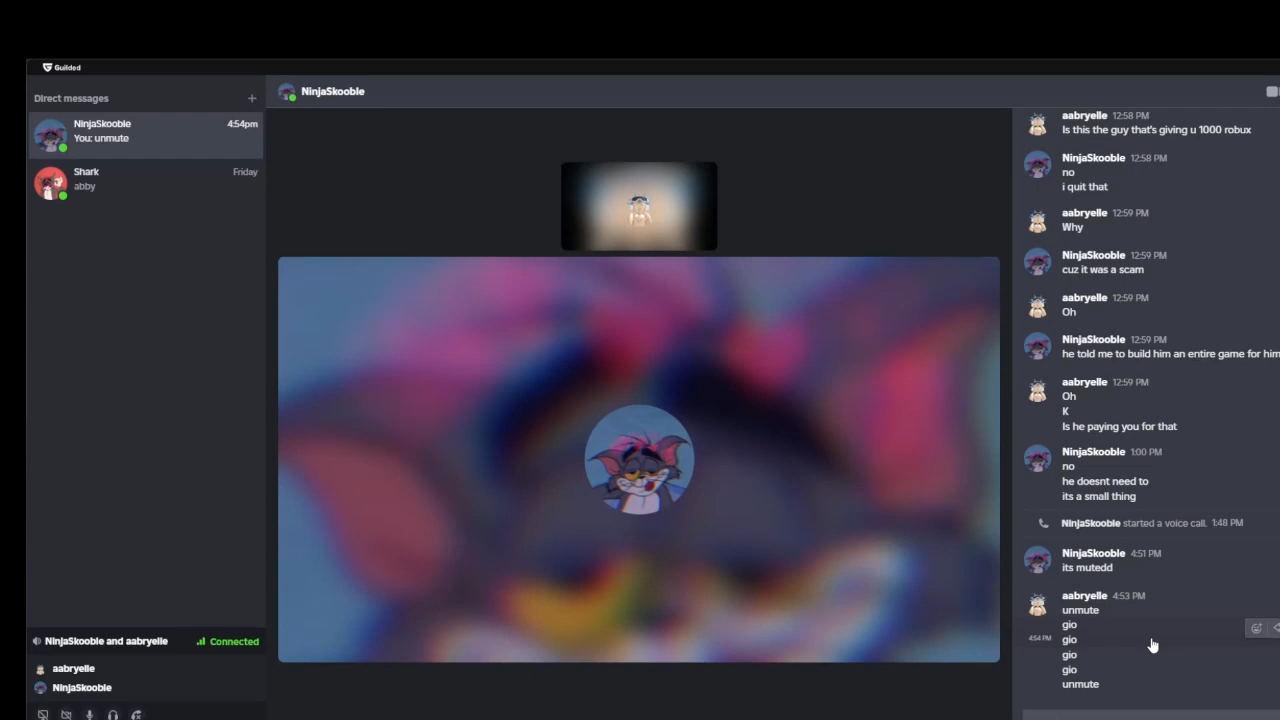 Guilded
Direct messages
NinjaSkooble 4:54pm
You: unmute
Shark Friday
abby
NinjaSkooble and aabryelle Connected
aabryelle
NinjaSkooble
NinjaSkooble
aabryelle 12:58 PM
Is this the guy that's giving u 1000 robux
NinjaSkooble 12:58 PM
no
i quit that
aabryelle 12:59 PM
Why
NinjaSkooble 12:59 PM
cuz it was a scam
aabryelle 12:59 PM
Oh
NinjaSkooble 12:59 PM
he told me to build him an entire game for him
aabryelle 12:59 PM
Oh
K
Is he paying you for that
NinjaSkooble 1:00 PM
no
he doesnt need to
its a small thing
NinjaSkooble started a voice call. 1:48 PM
NinjaSkooble 4:51 PM
its mutedd
aabryelle 4:53 PM
unmute
gio
4:54 PM gio
gio
gio
unmute